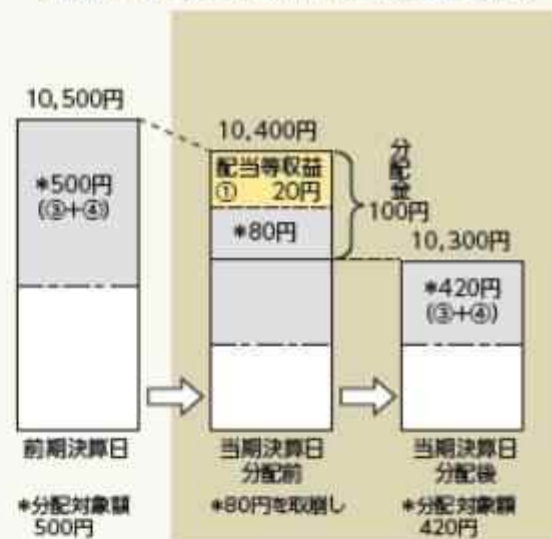 10,500円
*500円
(③+④)
10,400円
配当等収益
① 20円
*80円
分配金
100円
10,300円
*420円
(③+④)
前期決算日
当期決算日
分配前
当期決算日
分配後
*分配対象額
500円
*80円を取崩し
*分配対象額
420円